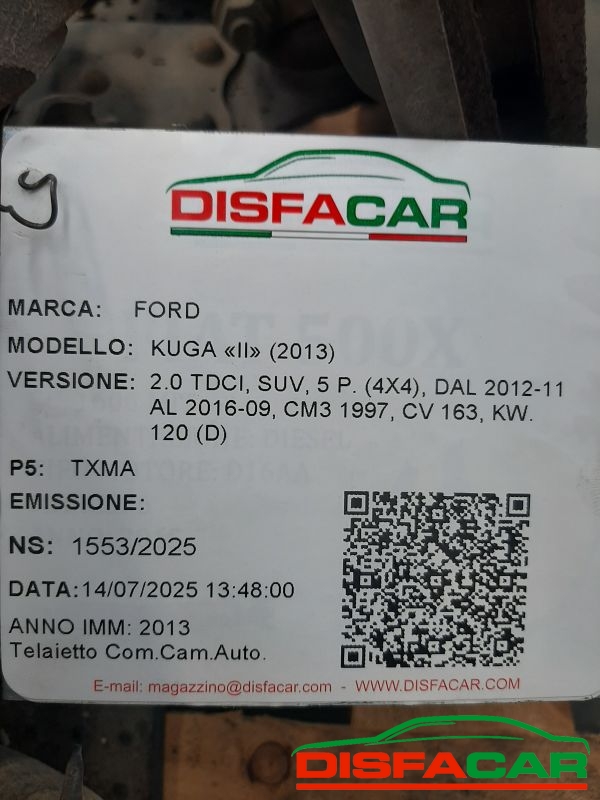 DISFACAR
MARCA: FORD
MODELLO: KUGA «II» (2013)
VERSIONE: 2.0 TDCI, SUV, 5 P. (4X4), DAL 2012-11
AL 2016-09, CM3 1997, CV 163, KW.
120 (D)
P5: TXMA
EMISSIONE:
NS: 1553/2025
DATA:14/07/2025 13:48:00
ANNO IMM: 2013
Telaietto Com.Cam.Auto.
E-mail: magazzino@disfacar.com - WWW.DISFACAR.COM
DISFACAR